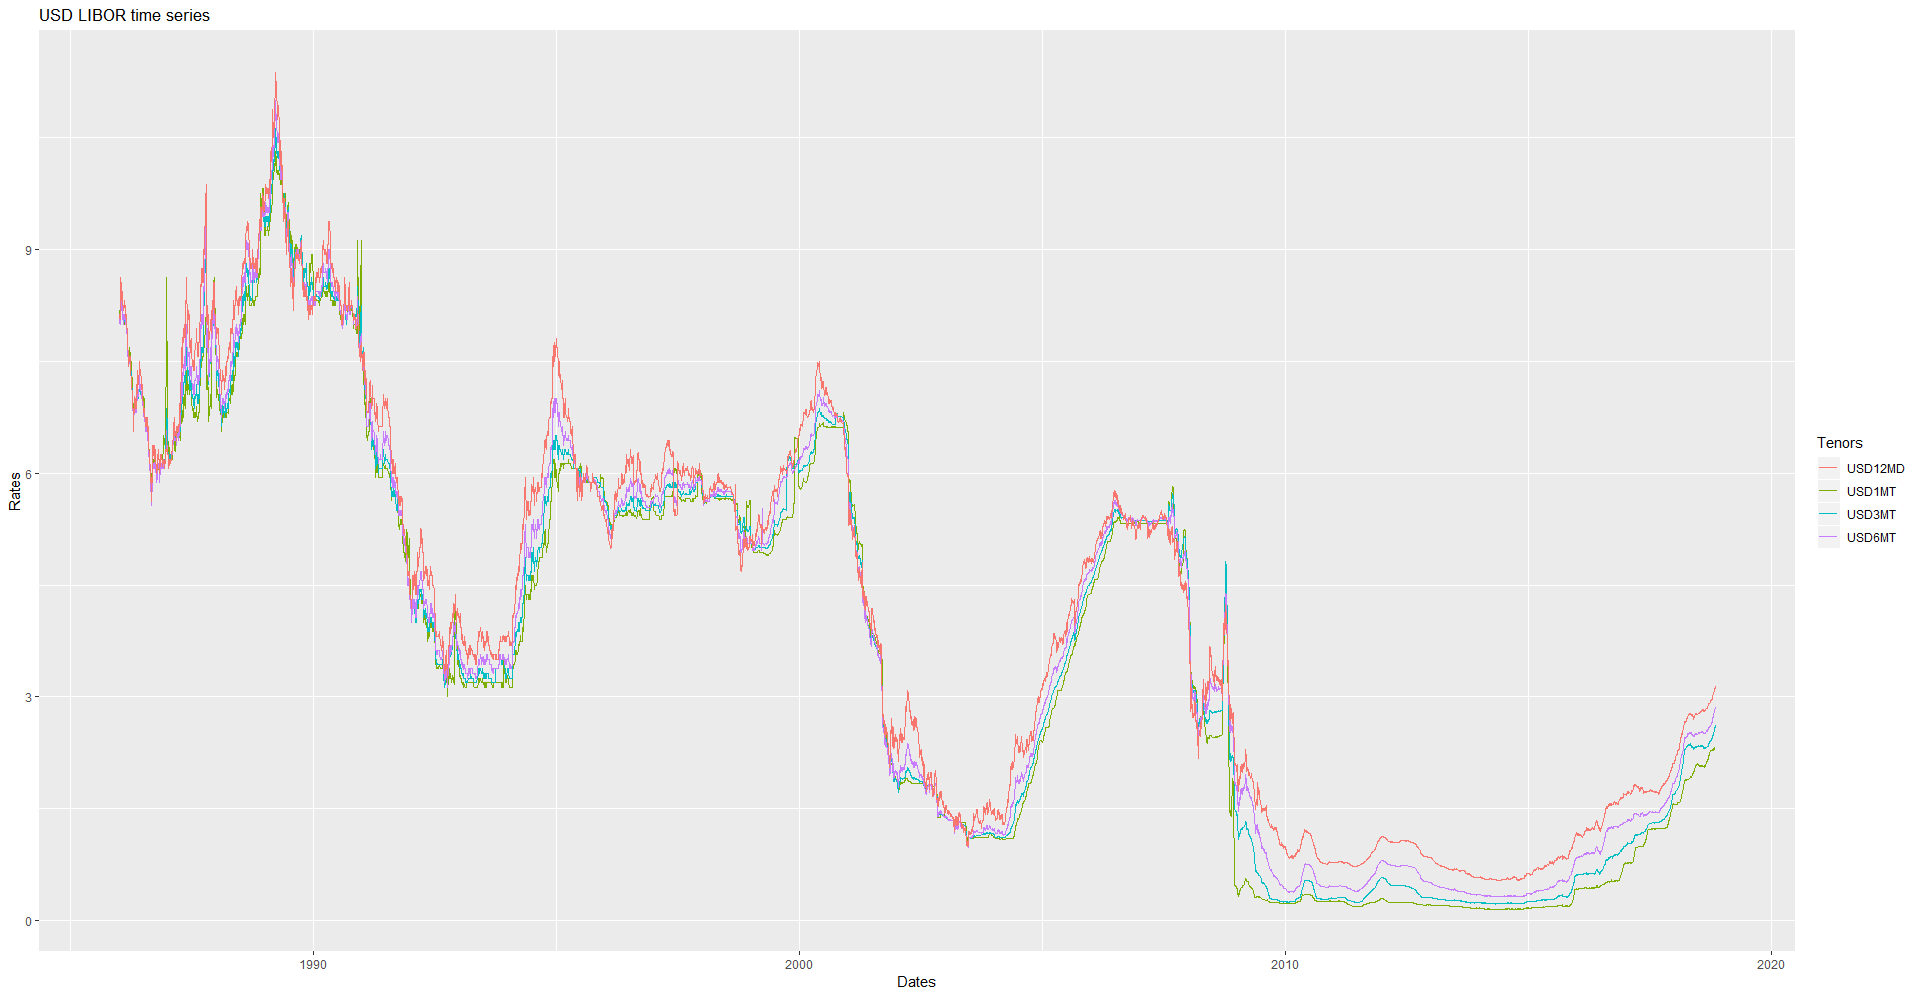 USD LIBOR time series
Rates
9
6
3
0
1990
2000
2010
2020
Dates
Tenors
USD12MD
USD1MT
USD3MT
USD6MT